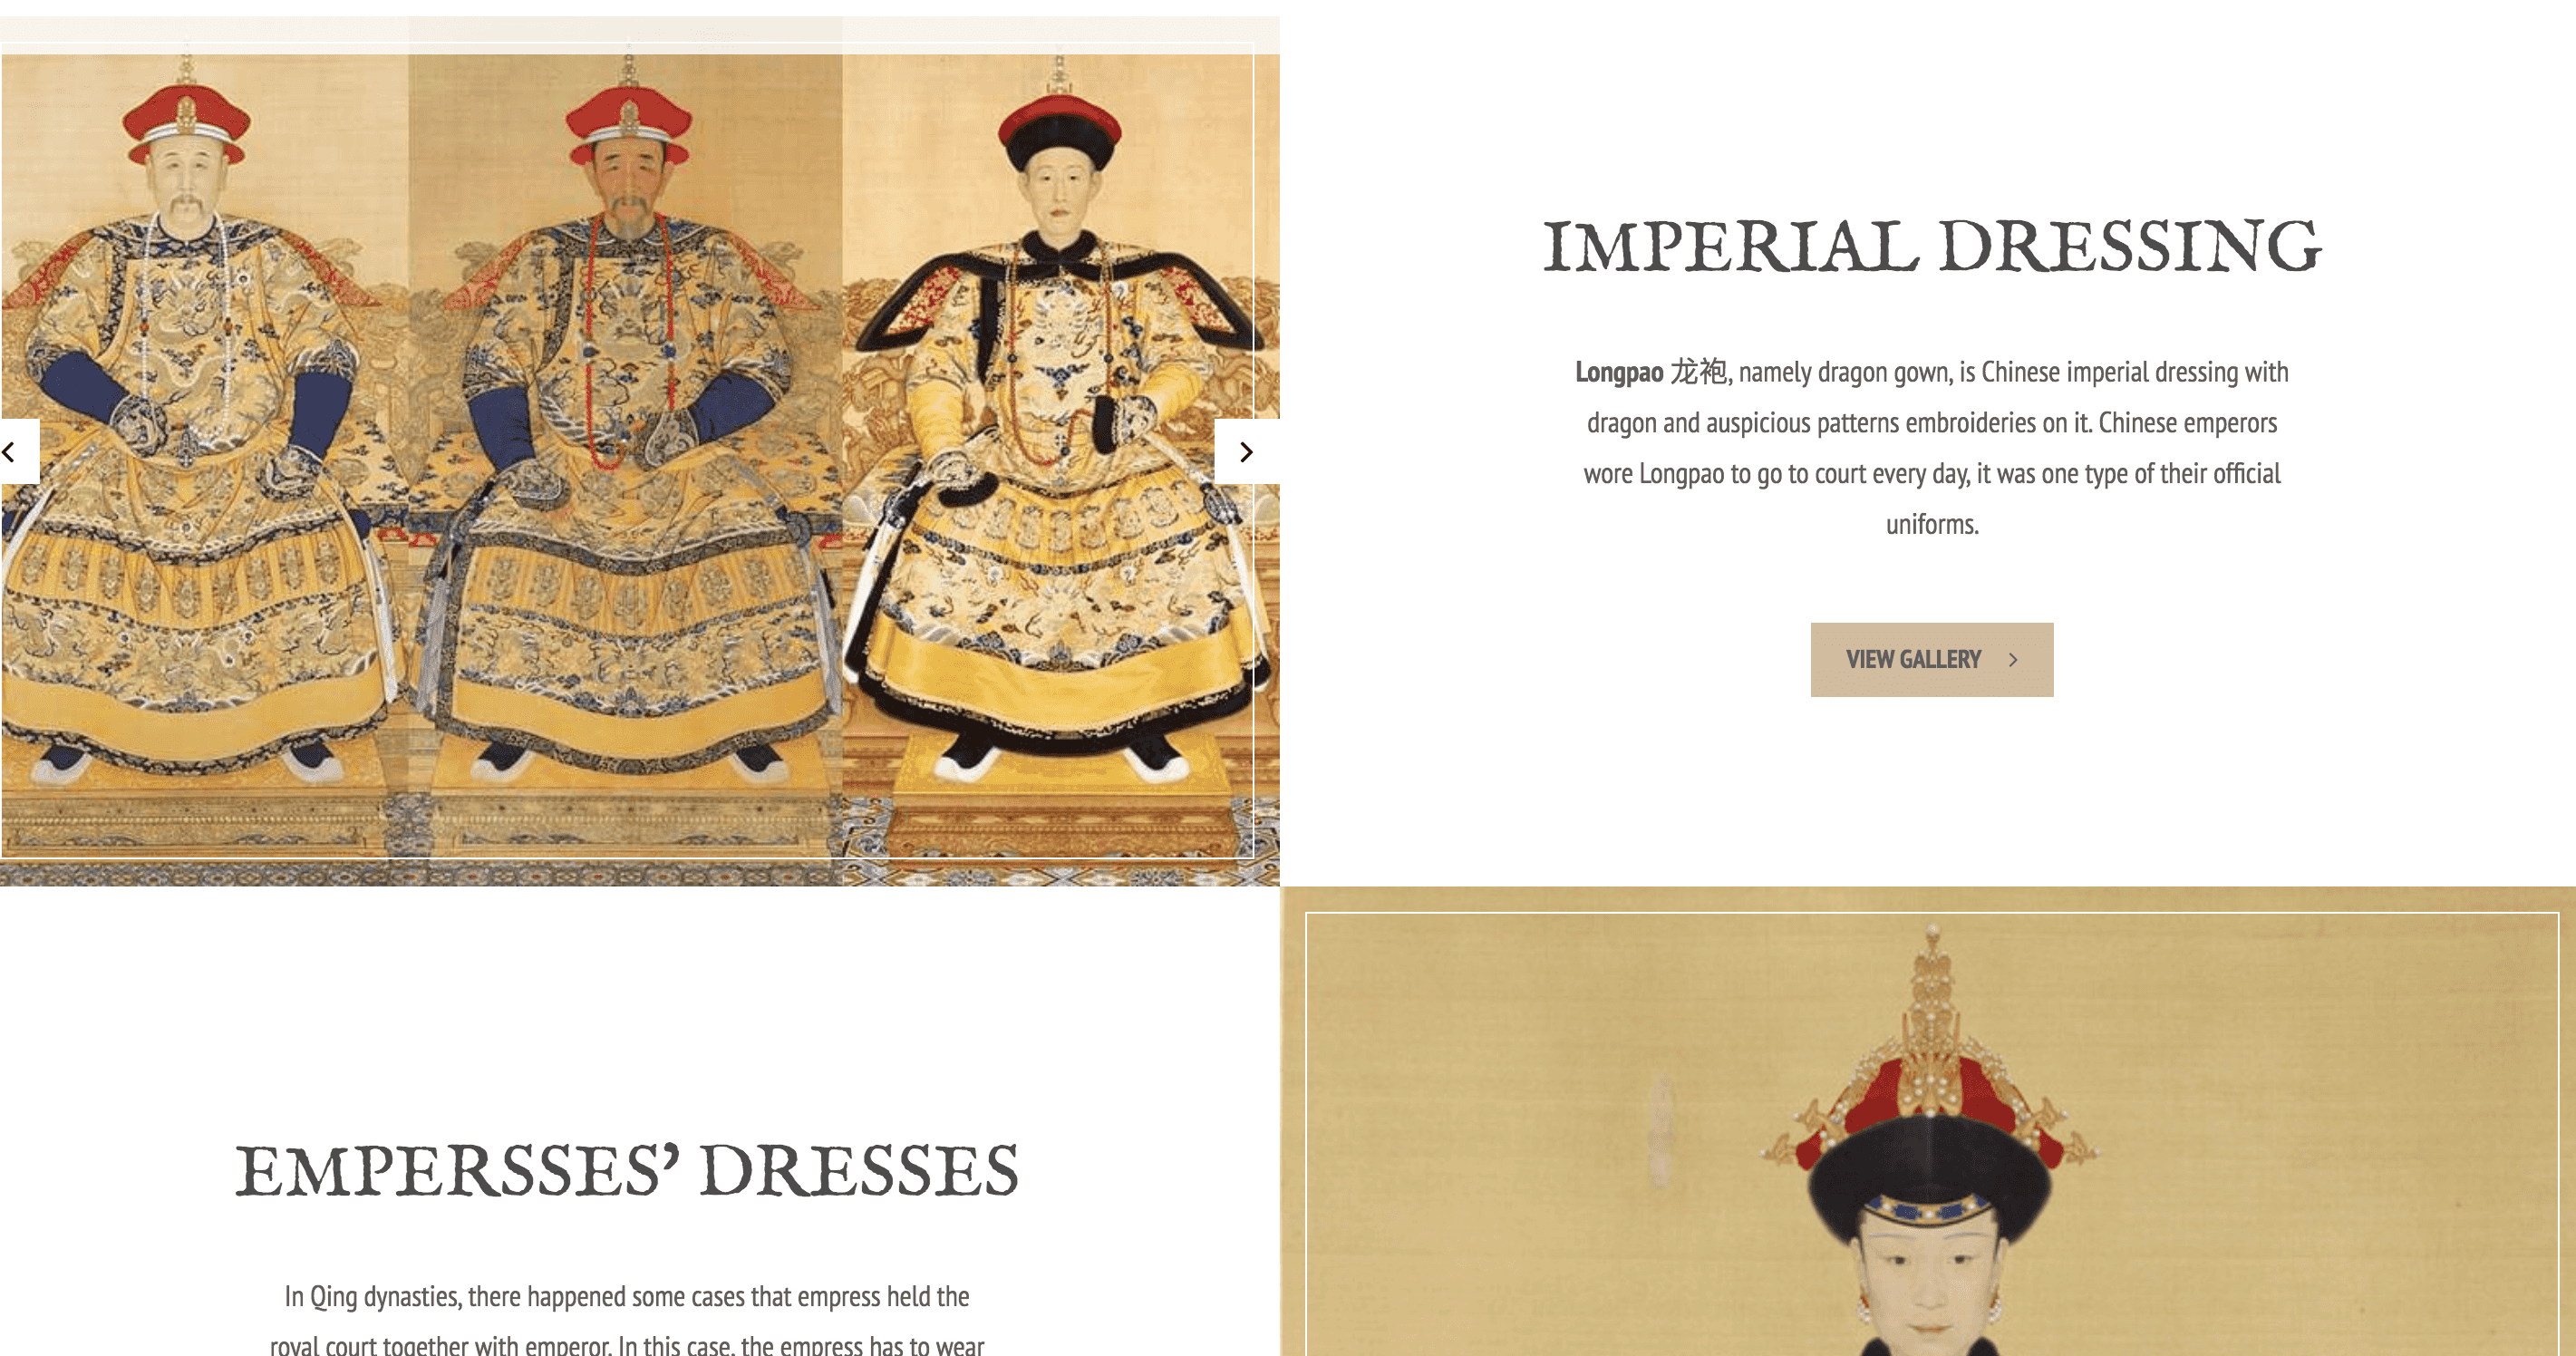 IMPERIAL DRESSING
Longpao 龙袍, namely dragon gown, is Chinese imperial dressing with
dragon and auspicious patterns embroideries on it. Chinese emperors
wore Longpao to go to court every day, it was one type of their official
uniforms.
VIEW GALLERY
EMPERSSES’ DRESSES
In Qing dynasties, there happened some cases that empress held the
royal court together with emperor. In this case, the empress has to wear